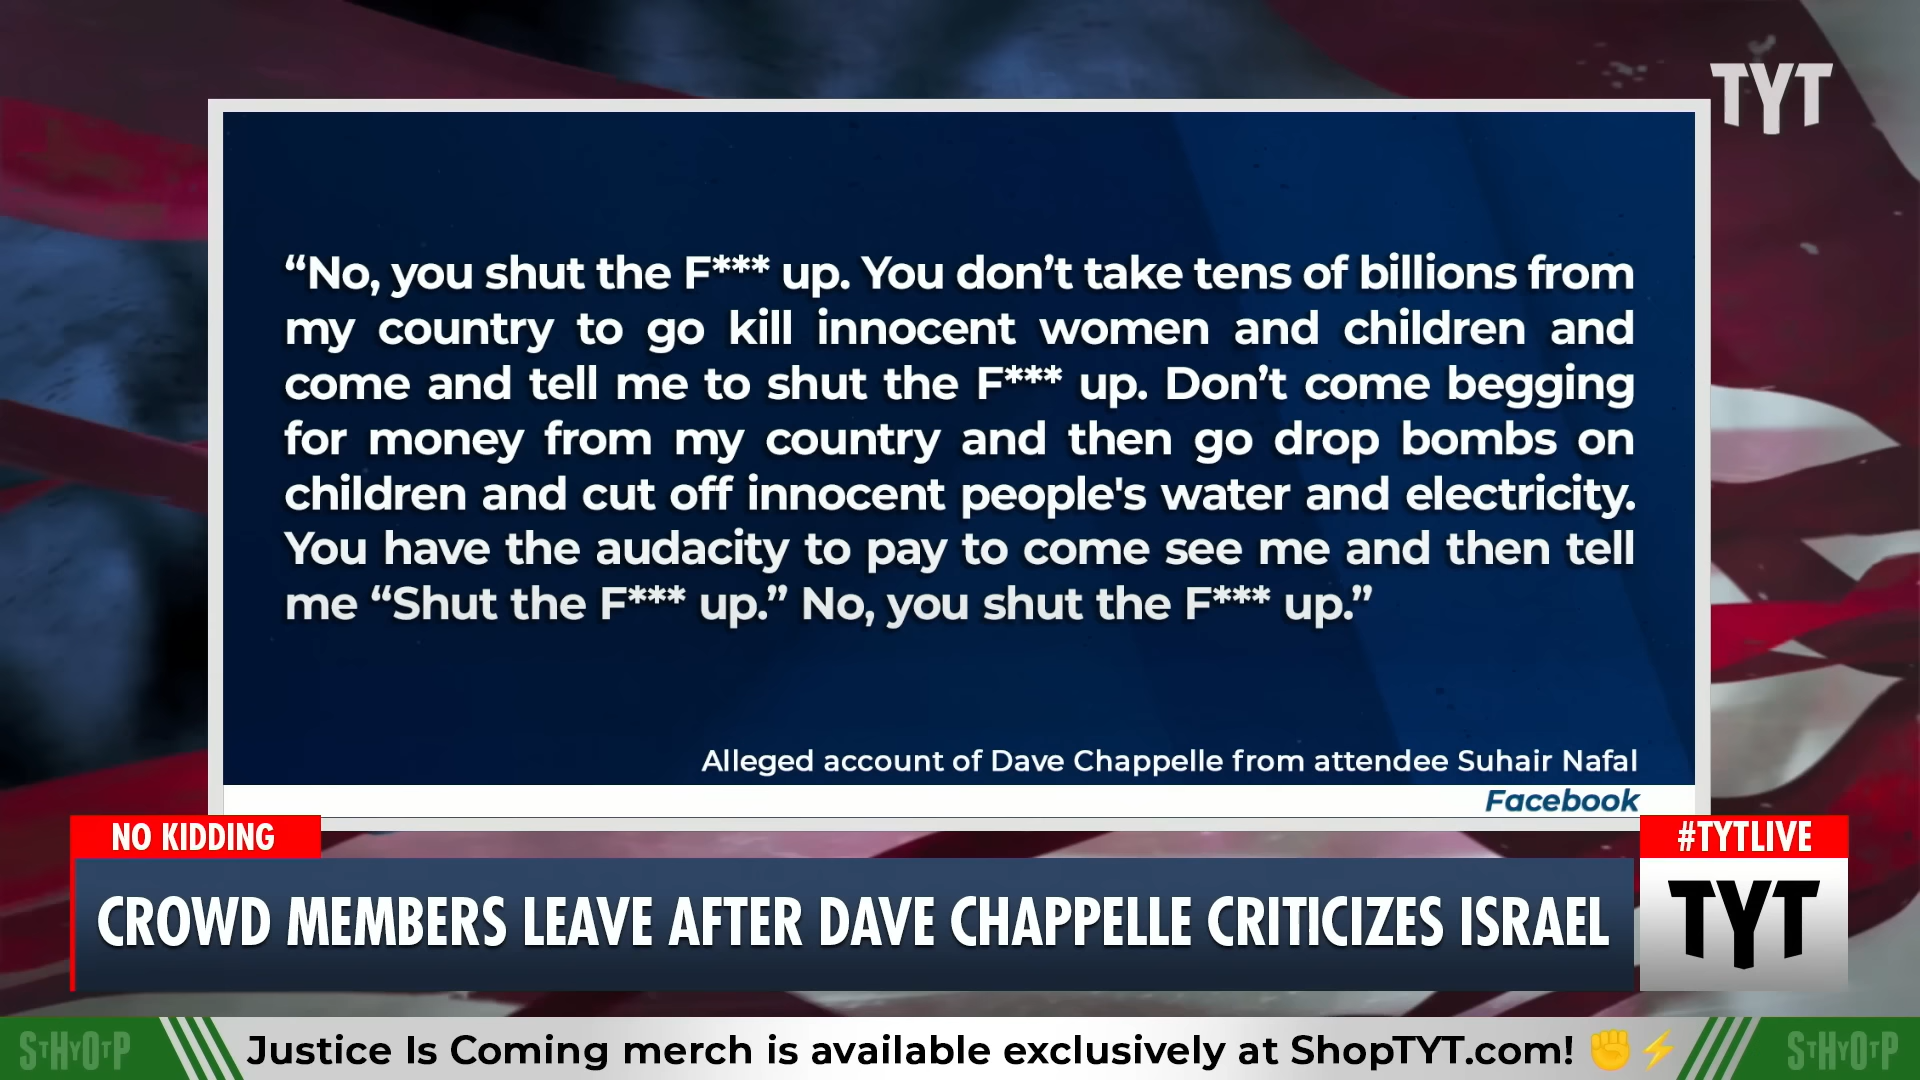 TYT
“No, you shut the F*** up. You don’t take tens of billions from
my country to go kill innocent women and children and
come and tell me to shut the F*** up. Don’t come begging
for money from my country and then go drop bombs on
children and cut off innocent people's water and electricity.
You have the audacity to pay to come see me and then tell
me “Shut the F*** up.” No, you shut the F*** up.”
Alleged account of Dave Chappelle from attendee Suhair Nafal
Facebook
NO KIDDING
#TYTLIVE
CROWD MEMBERS LEAVE AFTER DAVE CHAPPELLE CRITICIZES ISRAEL
TYT
STHYOTP
Justice Is Coming merch is available exclusively at ShopTYT.com! ✊⚡
STHYOTP